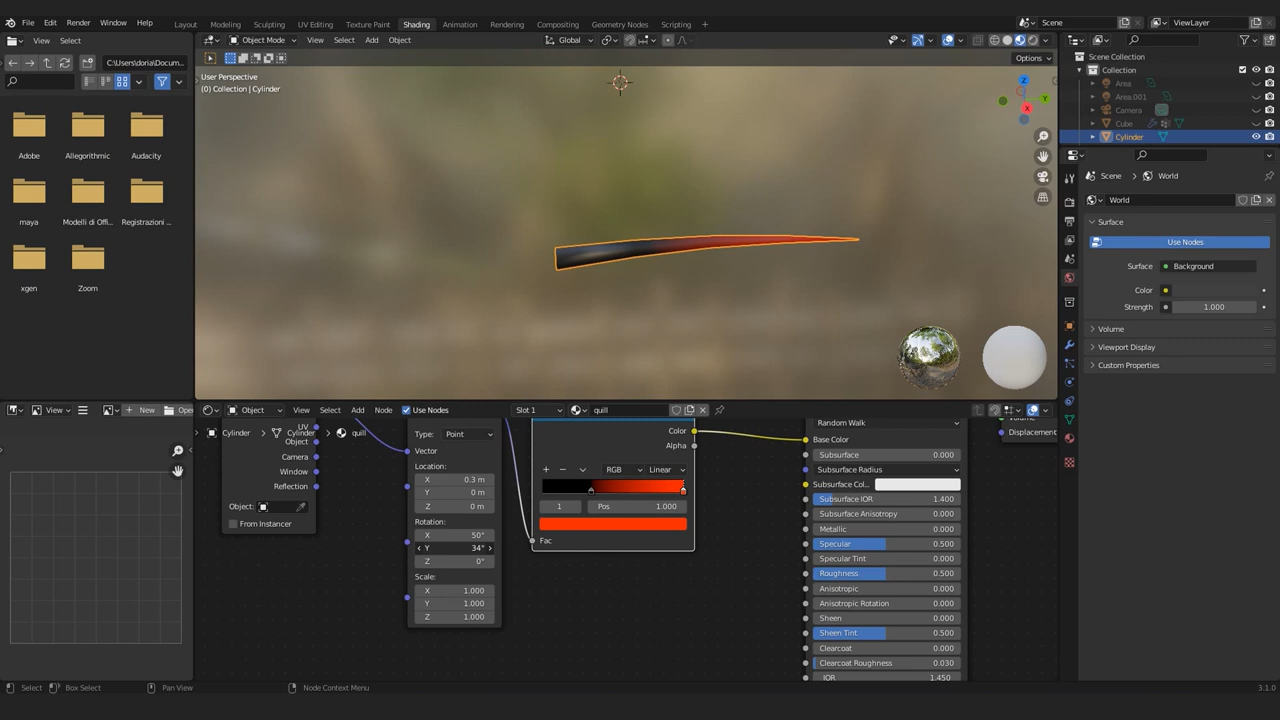 File Edit Render Window Help Layout Modeling Sculpting UV Editing Texture Paint Shading Animation Rendering Compositing Geometry Nodes Scripting + Scene ViewLayer
View Select Object Mode View Select Add Object Global
C:\Users\doria\Docum...
Options
User Perspective
(0) Collection | Cylinder
Z
Y
X
Adobe Allegorithmic Audacity
maya Modelli di Offi... Registrazioni ...
xgen Zoom
Scene Collection
Collection
Area
Area.001
Camera
Cube
Cylinder
Scene > World
World
Surface
Use Nodes
Surface Background
Color
Strength 1.000
Volume
Viewport Display
Custom Properties
View New Open
Object View Select Add Node Use Nodes Slot 1 quill
Cylinder > Cylinder > quill
UV
Object
Camera
Window
Reflection
Object:
From Instancer
Type: Point
Vector
Location:
X 0.3 m
Y 0 m
Z 0 m
Rotation:
X 50°
Y 34°
Z 0°
Scale:
X 1.000
Y 1.000
Z 1.000
Color
Alpha
RGB Linear
1 Pos 1.000
Fac
Random Walk
Base Color
Subsurface 0.000
Subsurface Radius
Subsurface Col...
Subsurface IOR 1.400
Subsurface Anisotropy 0.000
Metallic 0.000
Specular 0.500
Specular Tint 0.000
Roughness 0.500
Anisotropic 0.000
Anisotropic Rotation 0.000
Sheen 0.000
Sheen Tint 0.500
Clearcoat 0.000
Clearcoat Roughness 0.030
IOR 1.450
Displacement
Select Box Select Pan View Node Context Menu 3.1.0